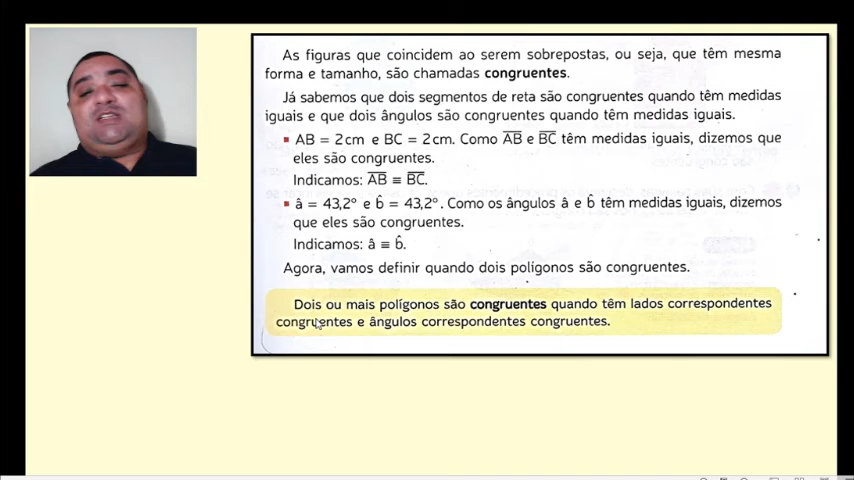 As figuras que coincidem ao serem sobrepostas, ou seja, que têm mesma
forma e tamanho, são chamadas congruentes.
Já sabemos que dois segmentos de reta são congruentes quando têm medidas
iguais e que dois ângulos são congruentes quando têm medidas iguais.
▪ AB = 2 cm e BC = 2 cm. Como A̅B̅ e B̅C̅ têm medidas iguais, dizemos que
eles são congruentes.
Indicamos: A̅B̅ ≡ B̅C̅.
▪ â = 43,2° e b̂ = 43,2°. Como os ângulos â e b̂ têm medidas iguais, dizemos
que eles são congruentes.
Indicamos: â ≡ b̂.
Agora, vamos definir quando dois polígonos são congruentes.
Dois ou mais polígonos são congruentes quando têm lados correspondentes
congruentes e ângulos correspondentes congruentes.